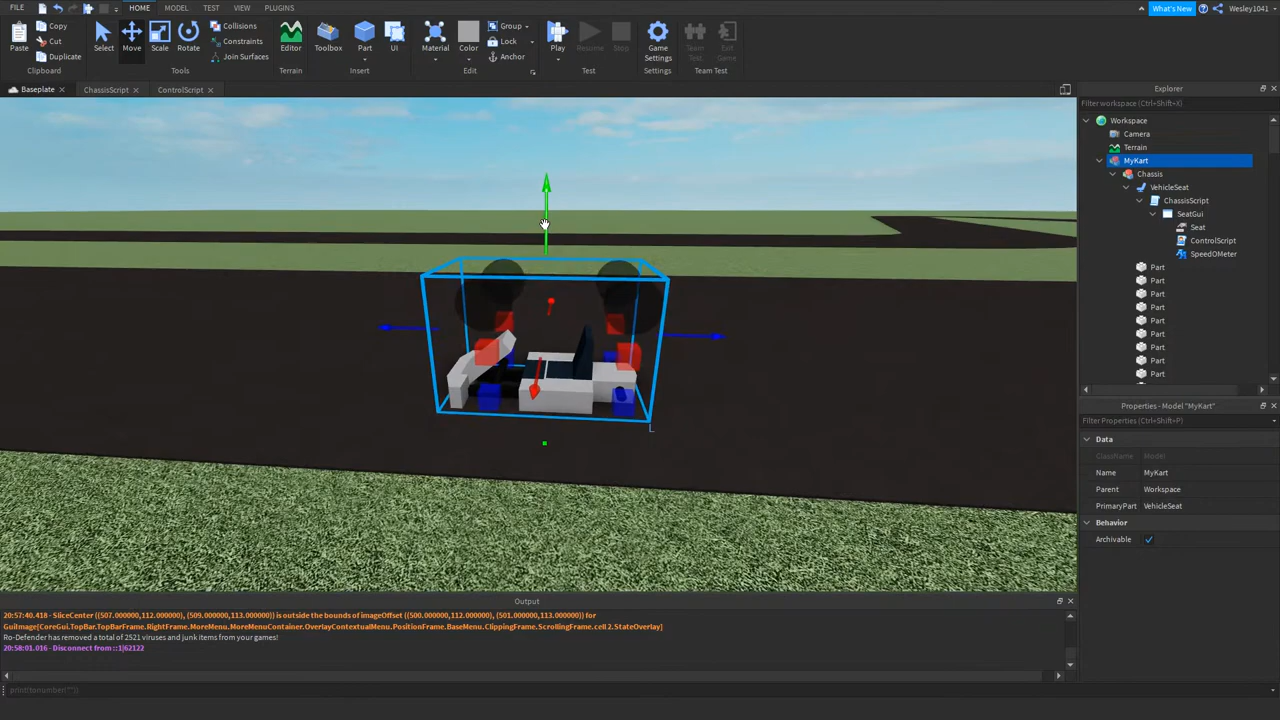 FILE HOME MODEL TEST VIEW PLUGINS What's New Wesley1041
Paste Copy Cut Duplicate Clipboard
Select Move Scale Rotate Collisions Constraints Join Surfaces Tools
Editor Terrain
Toolbox Part UI Insert
Material Color Group Lock Anchor Edit
Play Resume Stop Test
Game Settings Settings
Team Test Exit Game Team Test
Baseplate ChassisScript ControlScript
Explorer
Filter workspace (Ctrl+Shift+X)
Workspace
Camera
Terrain
MyKart
Chassis
VehicleSeat
ChassisScript
SeatGui
Seat
ControlScript
SpeedOMeter
Part
Part
Part
Part
Part
Part
Part
Part
Part
L
Properties - Model "MyKart"
Filter Properties (Ctrl+Shift+P)
Data
ClassName Model
Name MyKart
Parent Workspace
PrimaryPart VehicleSeat
Behavior
Archivable
Output
20:57:40.418 - SliceCenter ((507.000000,112.000000), (509.000000,113.000000)) is outside the bounds of imageOffset ((500.000000,112.000000), (501.000000,113.000000)) for
GuiImage[CoreGui.TopBar.TopBarFrame.RightFrame.MoreMenu.MoreMenuContainer.OverlayContextualMenu.PositionFrame.BaseMenu.ClippingFrame.ScrollingFrame.cell 2.StateOverlay]
Ro-Defender has removed a total of 2521 viruses and junk items from your games!
20:58:01.016 - Disconnect from ::1|62122
print(tonumber(""))